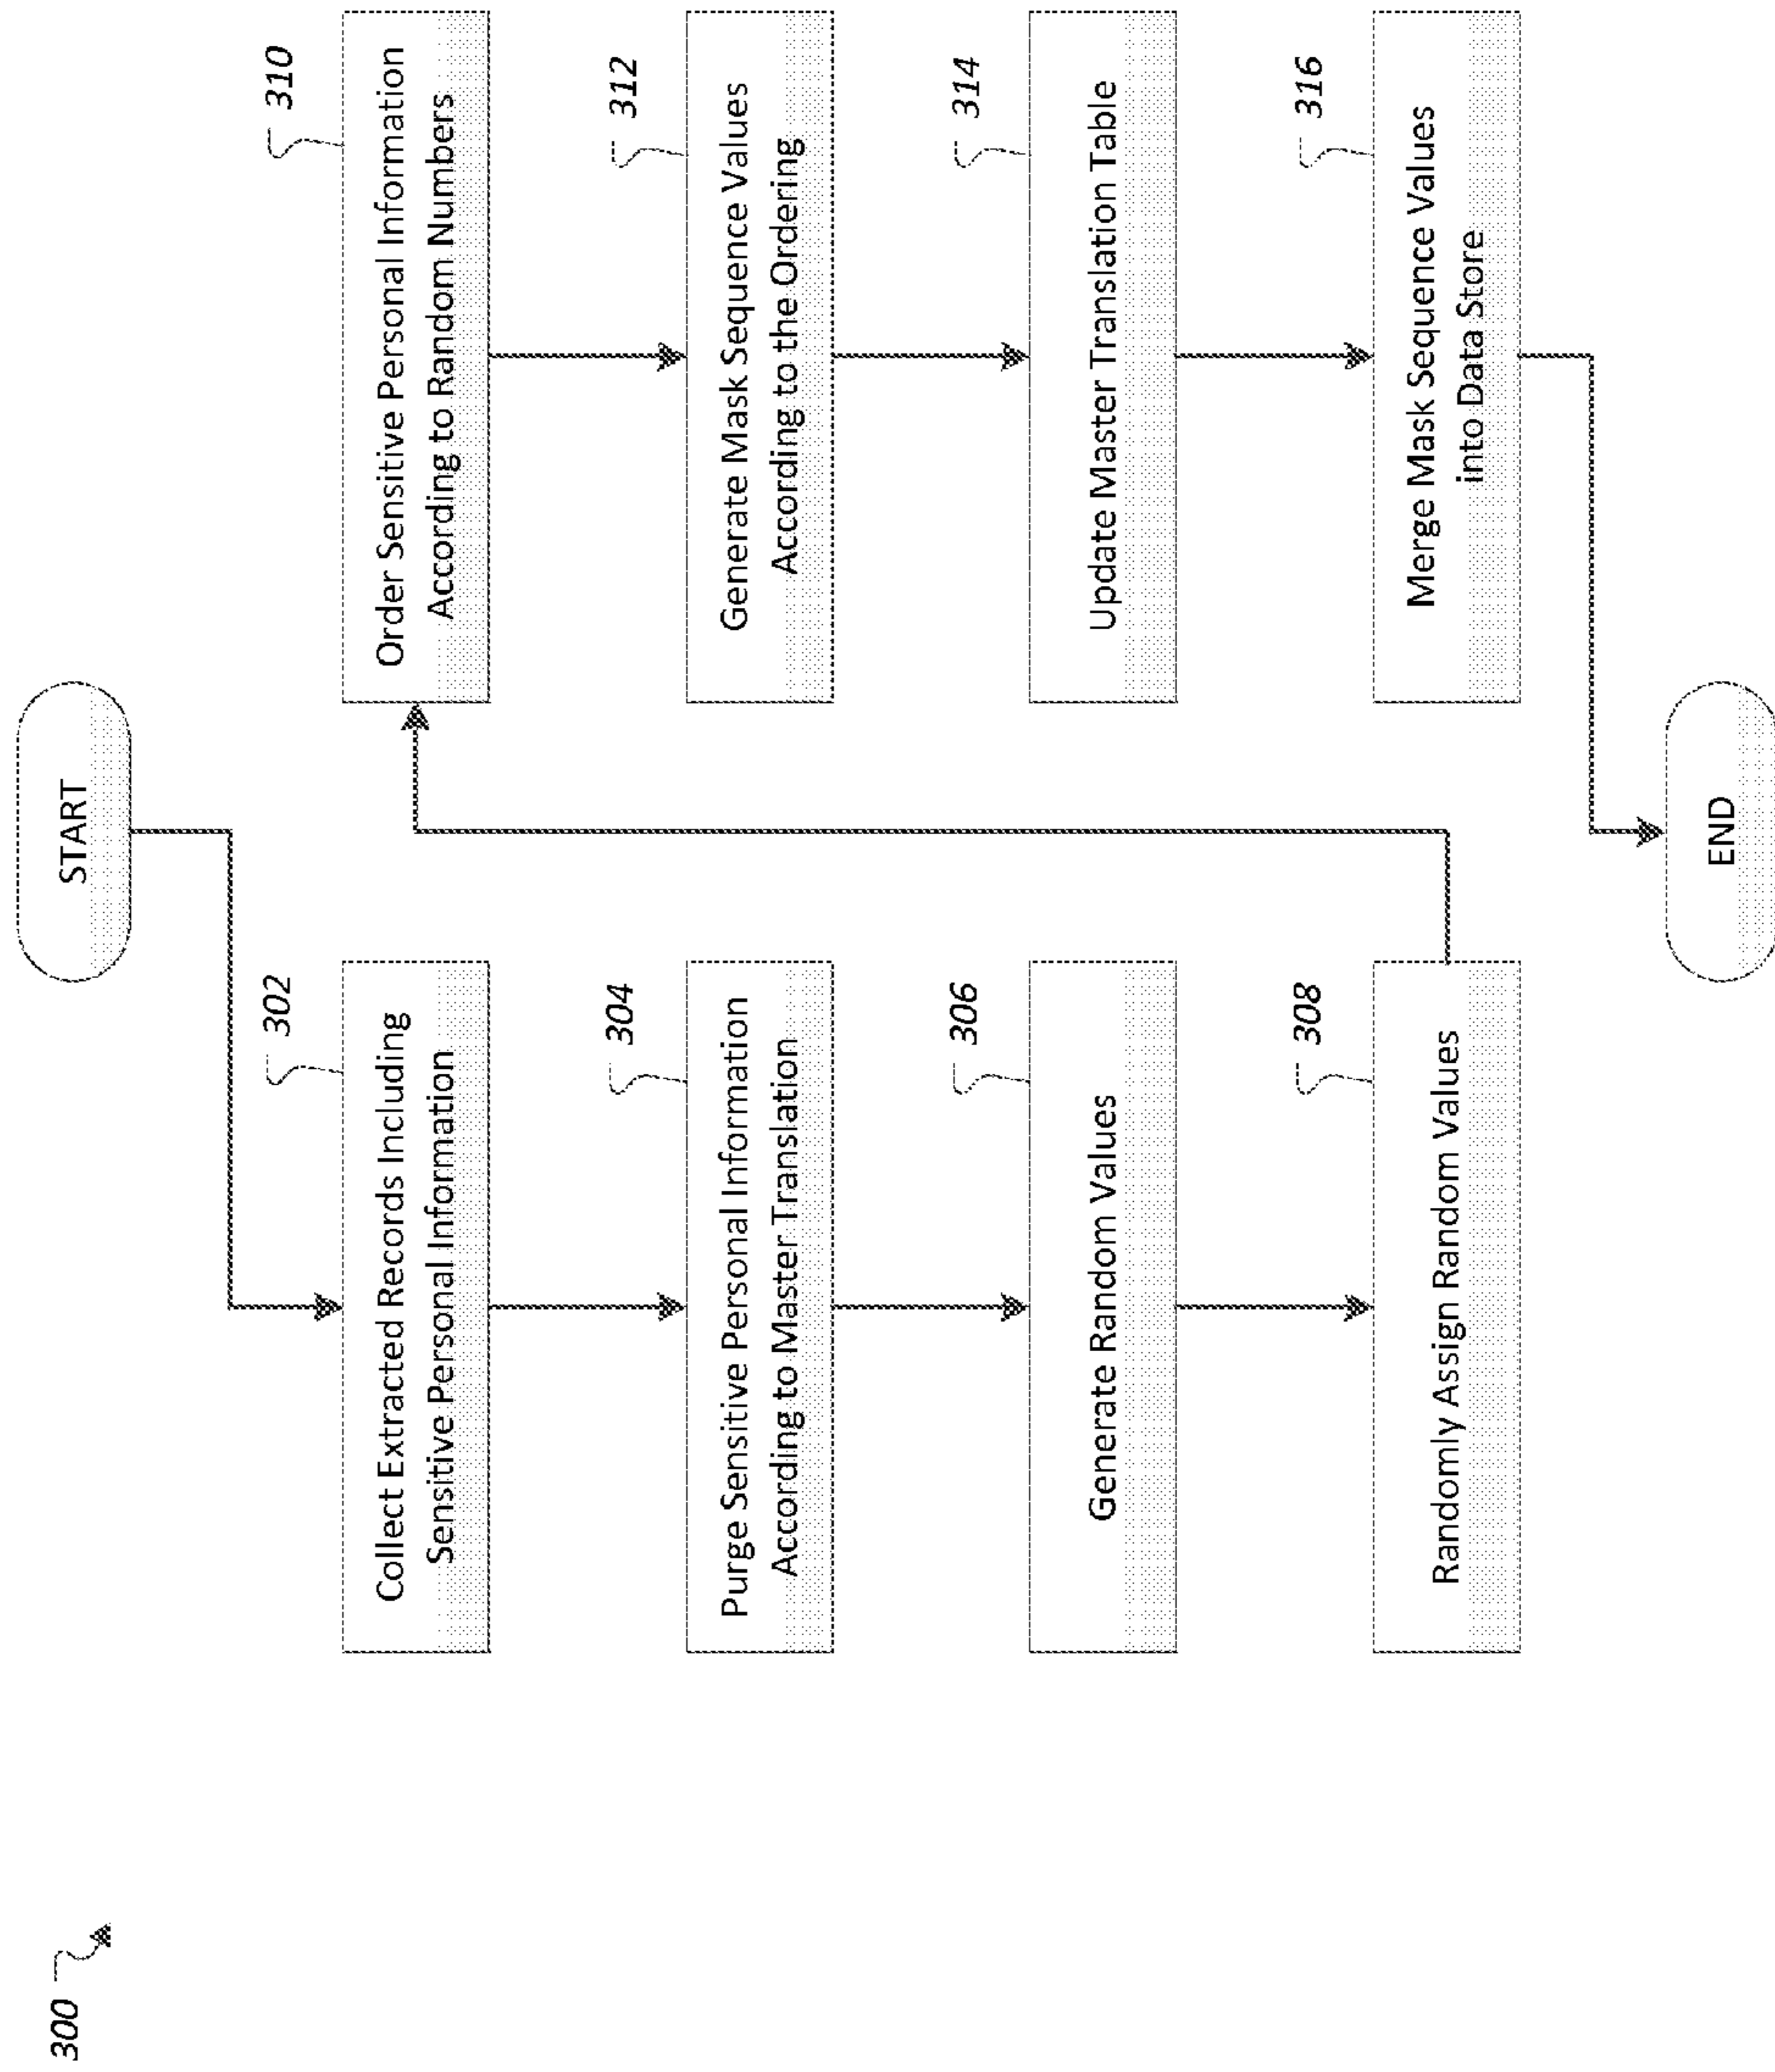 300
START
302
Collect Extracted Records Including
Sensitive Personal Information
304
Purge Sensitive Personal Information
According to Master Translation
306
Generate Random Values
308
Randomly Assign Random Values
310
Order Sensitive Personal Information
According to Random Numbers
312
Generate Mask Sequence Values
According to the Ordering
314
Update Master Translation Table
316
Merge Mask Sequence Values
into Data Store
END